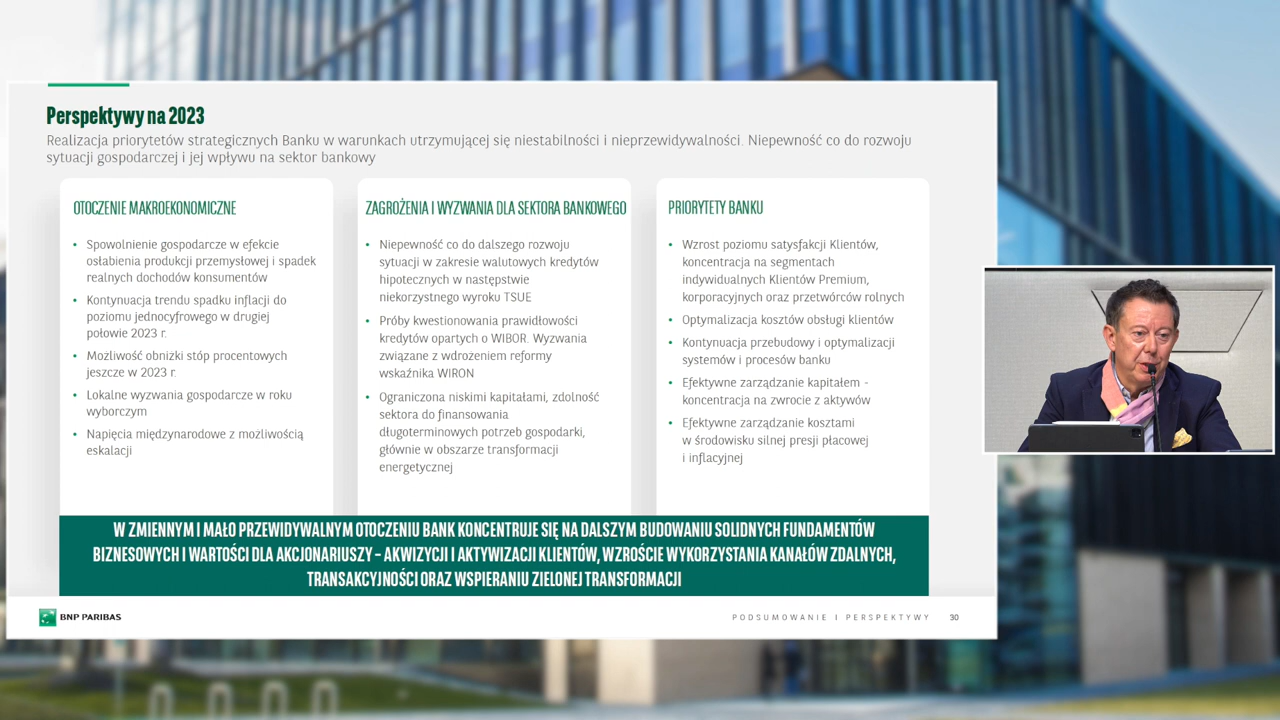 Perspektywy na 2023
Realizacja priorytetów strategicznych Banku w warunkach utrzymującej się niestabilności i nieprzewidywalności. Niepewność co do rozwoju
sytuacji gospodarczej i jej wpływu na sektor bankowy
OTOCZENIE MAKROEKONOMICZNE
• Spowolnienie gospodarcze w efekcie
osłabienia produkcji przemysłowej i spadek
realnych dochodów konsumentów
• Kontynuacja trendu spadku inflacji do
poziomu jednocyfrowego w drugiej
połowie 2023 r.
• Możliwość obniżki stóp procentowych
jeszcze w 2023 r.
• Lokalne wyzwania gospodarcze w roku
wyborczym
• Napięcia międzynarodowe z możliwością
eskalacji
ZAGROŻENIA I WYZWANIA DLA SEKTORA BANKOWEGO
• Niepewność co do dalszego rozwoju
sytuacji w zakresie walutowych kredytów
hipotecznych w następstwie
niekorzystnego wyroku TSUE
• Próby kwestionowania prawidłowości
kredytów opartych o WIBOR. Wyzwania
związane z wdrożeniem reformy
wskaźnika WIRON
• Ograniczona niskimi kapitałami, zdolność
sektora do finansowania
długoterminowych potrzeb gospodarki,
głównie w obszarze transformacji
energetycznej
PRIORYTETY BANKU
• Wzrost poziomu satysfakcji Klientów,
koncentracja na segmentach
indywidualnych Klientów Premium,
korporacyjnych oraz przetwórców rolnych
• Optymalizacja kosztów obsługi klientów
• Kontynuacja przebudowy i optymalizacji
systemów i procesów banku
• Efektywne zarządzanie kapitałem -
koncentracja na zwrocie z aktywów
• Efektywne zarządzanie kosztami
w środowisku silnej presji płacowej
i inflacyjnej
W ZMIENNYM I MAŁO PRZEWIDYWALNYM OTOCZENIU BANK KONCENTRUJE SIĘ NA DALSZYM BUDOWANIU SOLIDNYCH FUNDAMENTÓW
BIZNESOWYCH I WARTOŚCI DLA AKCJONARIUSZY – AKWIZYCJI I AKTYWIZACJI KLIENTÓW, WZROŚCIE WYKORZYSTANIA KANAŁÓW ZDALNYCH,
TRANSAKCYJNOŚCI ORAZ WSPIERANIU ZIELONEJ TRANSFORMACJI
BNP PARIBAS
PODSUMOWANIE I PERSPEKTYWY 30